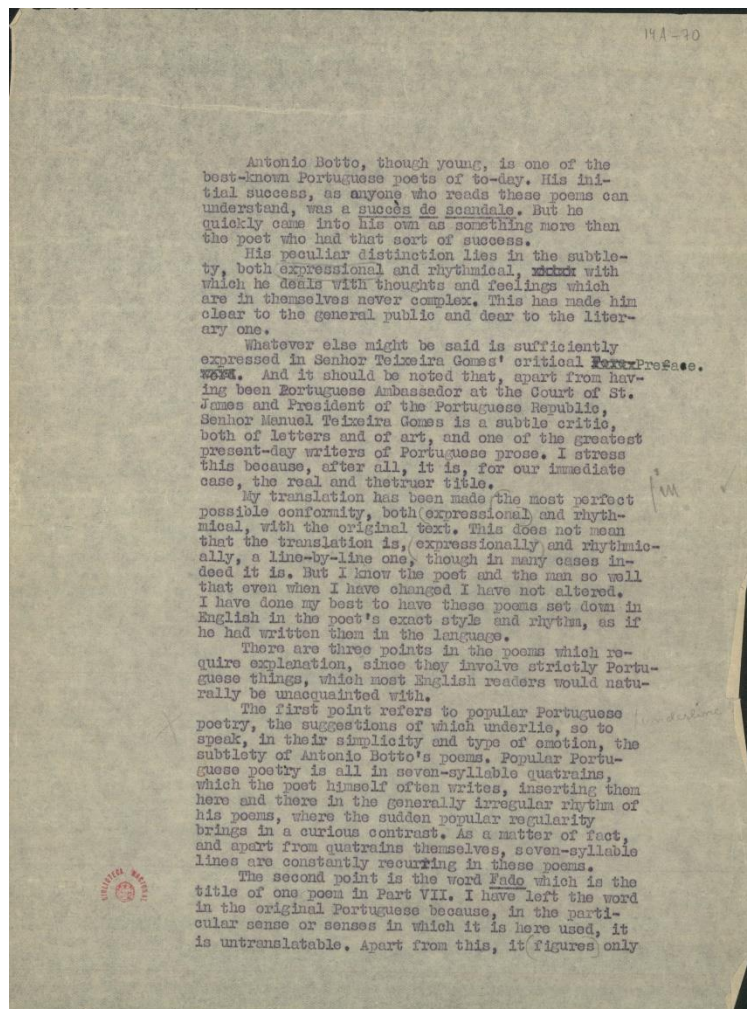 14A-70
Antonio Botto, though young, is one of the
best-known Portuguese poets of to-day. His ini-
tial success, as anyone who reads these poems can
understand, was a succès de scandale. But he
quickly came into his own as something more than
the poet who had that sort of success.
His peculiar distinction lies in the subtle-
ty, both (expressional and rhythmical, with
which he deals with thoughts and feelings which
are in themselves never complex. This has made him
clear to the general public and dear to the liter-
ary one.
Whatever else might be said is sufficiently
expressed in Senhor Teixeira Gomes' critical Preface.
And it should be noted that, apart from hav-
ing been Portuguese Ambassador at the Court of St.
James and President of the Portuguese Republic,
Senhor Manuel Teixeira Gomes is a subtle critic,
both of letters and of art, and one of the greatest
present-day writers of Portuguese prose. I stress
this because, after all, it is, for our immediate
case, the real and thetruer title.
My translation has been made the most perfect /in
possible conformity, both (expressional) and rhyth-
mical, with the original text. This does not mean
that the translation is, (expressionally) and rhythmic-
ally, a line-by-line one, though in many cases in-
deed it is. But I know the poet and the man so well
that even when I have changed I have not altered.
I have done my best to have these poems set down in
English in the poet's exact style and rhythm, as if
he had written them in the language.
There are three points in the poems which re-
quire explanation, since they involve strictly Portu-
guese things, which most English readers would natu-
rally be unacquainted with.
The first point refers to popular Portuguese
poetry, the suggestions of which underlie, so to
speak, in their simplicity and type of emotion, the
subtlety of Antonio Botto's poems. Popular Portu-
guese poetry is all in seven-syllable quatrains,
which the poet himself often writes, inserting them
here and there in the generally irregular rhythm of
his poems, where the sudden popular regularity
brings in a curious contrast. As a matter of fact,
and apart from quatrains themselves, seven-syllable
lines are constantly recurring in these poems.
The second point is the word Fado which is the
title of one poem in Part VII. I have left the word
in the original Portuguese because, in the parti-
cular sense or senses in which it is here used, it
is untranslatable. Apart from this, it (figures) only
BIBLIOTECA NACIONAL